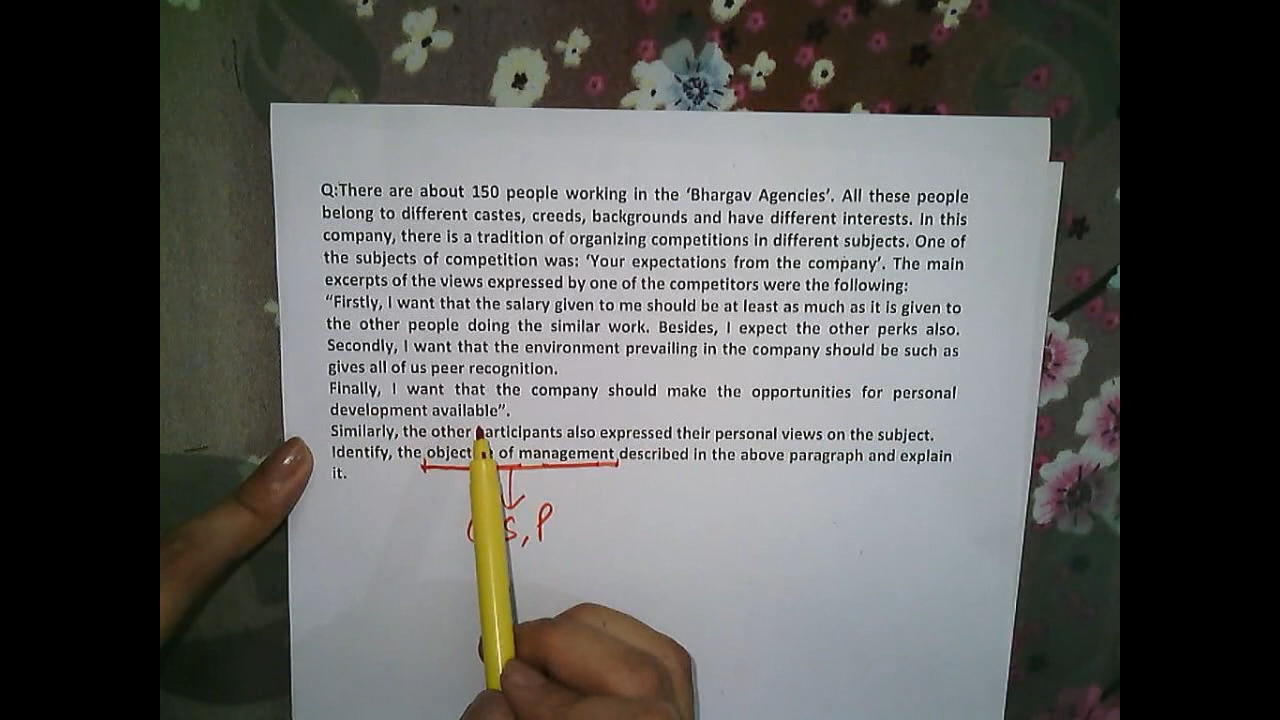 Q:There are about 150 people working in the ‘Bhargav Agencies’. All these people
belong to different castes, creeds, backgrounds and have different interests. In this
company, there is a tradition of organizing competitions in different subjects. One of
the subjects of competition was: ‘Your expectations from the company’. The main
excerpts of the views expressed by one of the competitors were the following:
“Firstly, I want that the salary given to me should be at least as much as it is given to
the other people doing the similar work. Besides, I expect the other perks also.
Secondly, I want that the environment prevailing in the company should be such as
gives all of us peer recognition.
Finally, I want that the company should make the opportunities for personal
development available”.
Similarly, the other participants also expressed their personal views on the subject.
Identify, the of management described in the above paragraph and explain
it.
S, P